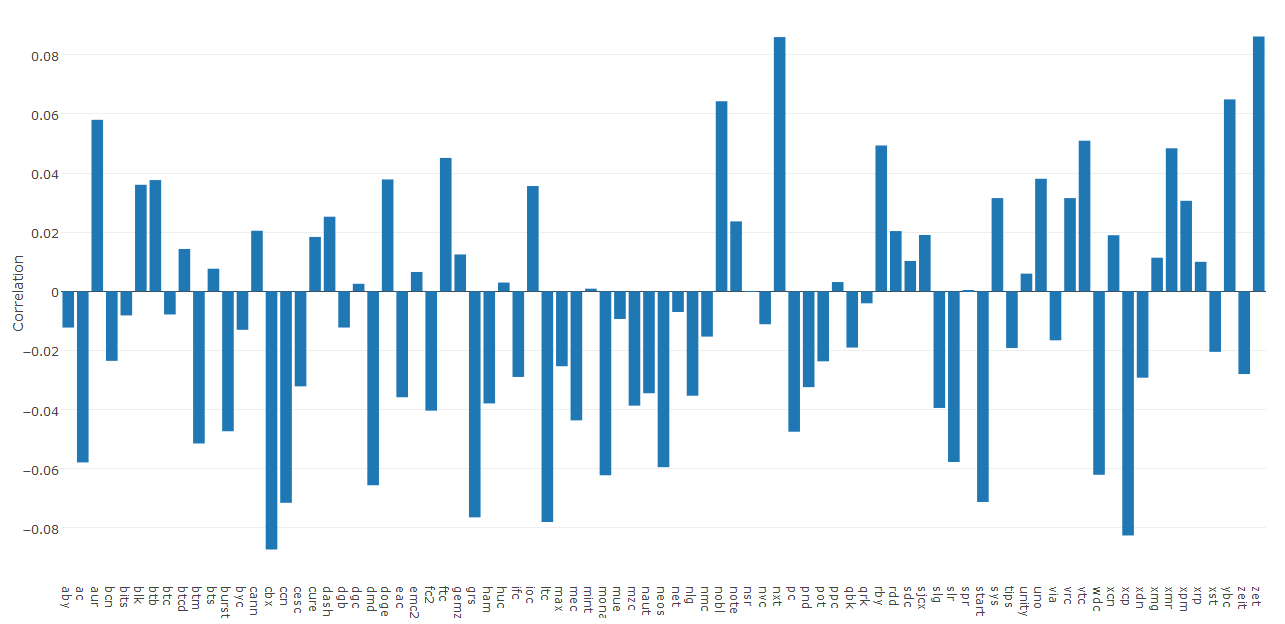 0.08
0.06
0.04
0.02
0
−0.02
−0.04
−0.06
−0.08
Correlation
aby
ac
aur
bcn
bits
blk
btb
btc
btcd
btm
bts
burst
byc
cann
cbx
ccn
cesc
cure
dash
dgb
dgc
dmd
doge
eac
emc2
fc2
ftc
gemz
grs
ham
huc
ifc
ioc
ltc
max
mec
mint
mona
mue
mzc
naut
neos
net
nlg
nmc
nobl
note
nsr
nvc
nxt
pc
pnd
pot
ppc
qbk
qrk
rby
rdd
sdc
sjcx
slg
slr
spr
start
sys
tips
unity
uno
via
vrc
vtc
wdc
xcn
xcp
xdn
xmg
xmr
xpm
xrp
xst
ybc
zeit
zet